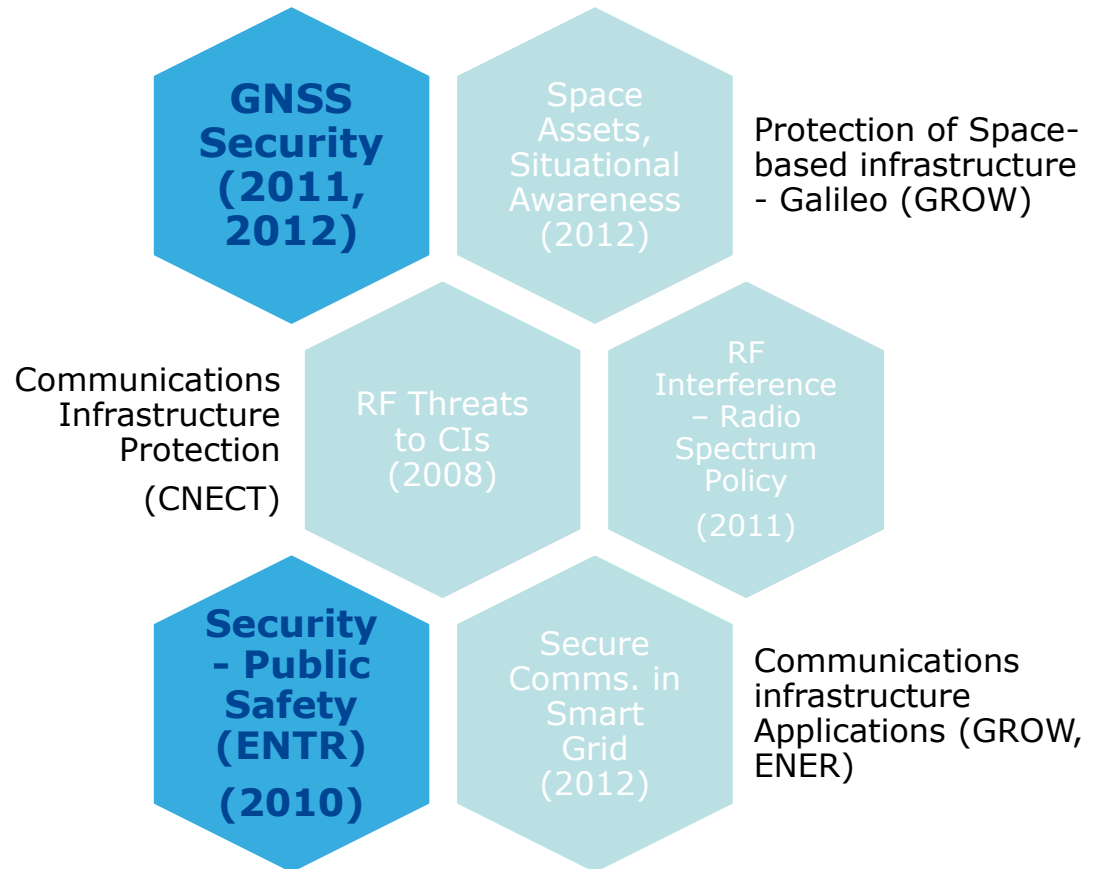 GNSS
Security
(2011,
2012)
Space
Assets,
Situational
Awareness
(2012)
Protection of Space-
based infrastructure
- Galileo (GROW)
Communications
Infrastructure
Protection
(CNECT)
RF Threats
to CIs
(2008)
RF
Interference
– Radio
Spectrum
Policy
(2011)
Security
- Public
Safety
(ENTR)
(2010)
Secure
Comms. in
Smart
Grid
(2012)
Communications
infrastructure
Applications (GROW,
ENER)